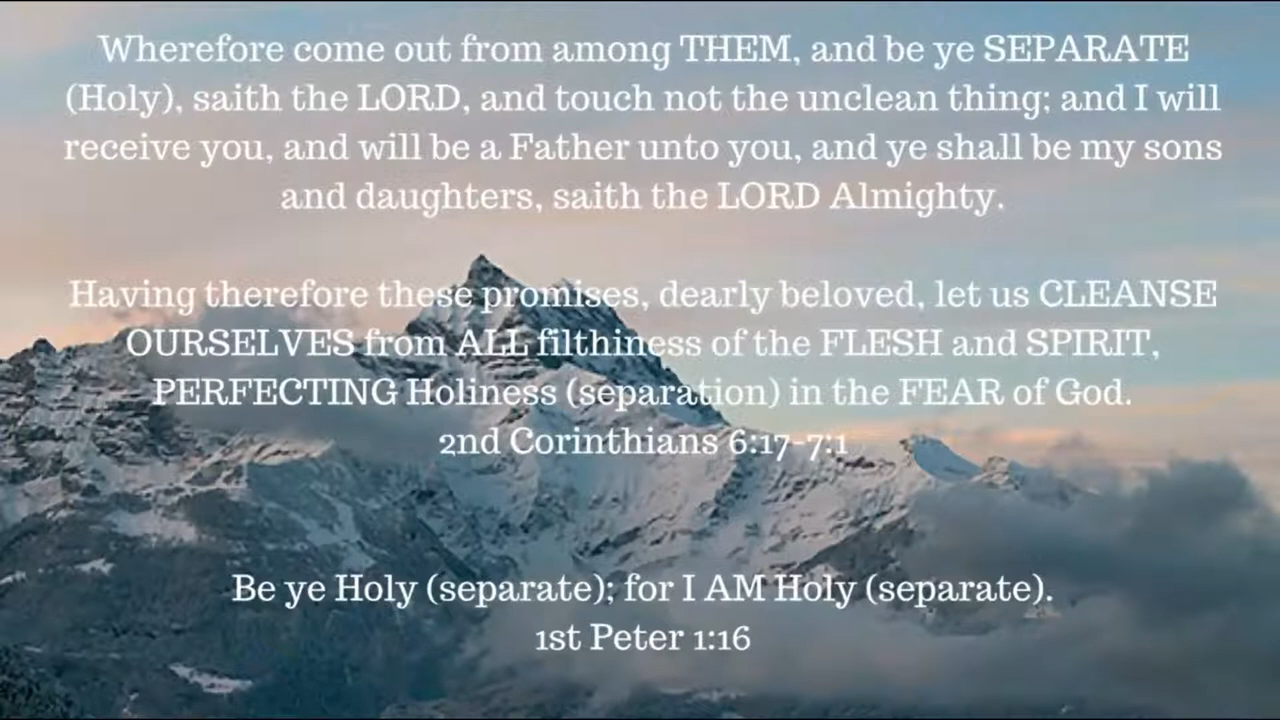 Wherefore come out from among THEM, and be ye SEPARATE
(Holy), saith the LORD, and touch not the unclean thing; and I will
receive you, and will be a Father unto you, and ye shall be my sons
and daughters, saith the LORD Almighty.
Having therefore these promises, dearly beloved, let us CLEANSE
OURSELVES from ALL filthiness of the FLESH and SPIRIT,
PERFECTING Holiness (separation) in the FEAR of God.
2nd Corinthians 6:17-7:1
Be ye Holy (separate); for I AM Holy (separate).
1st Peter 1:16